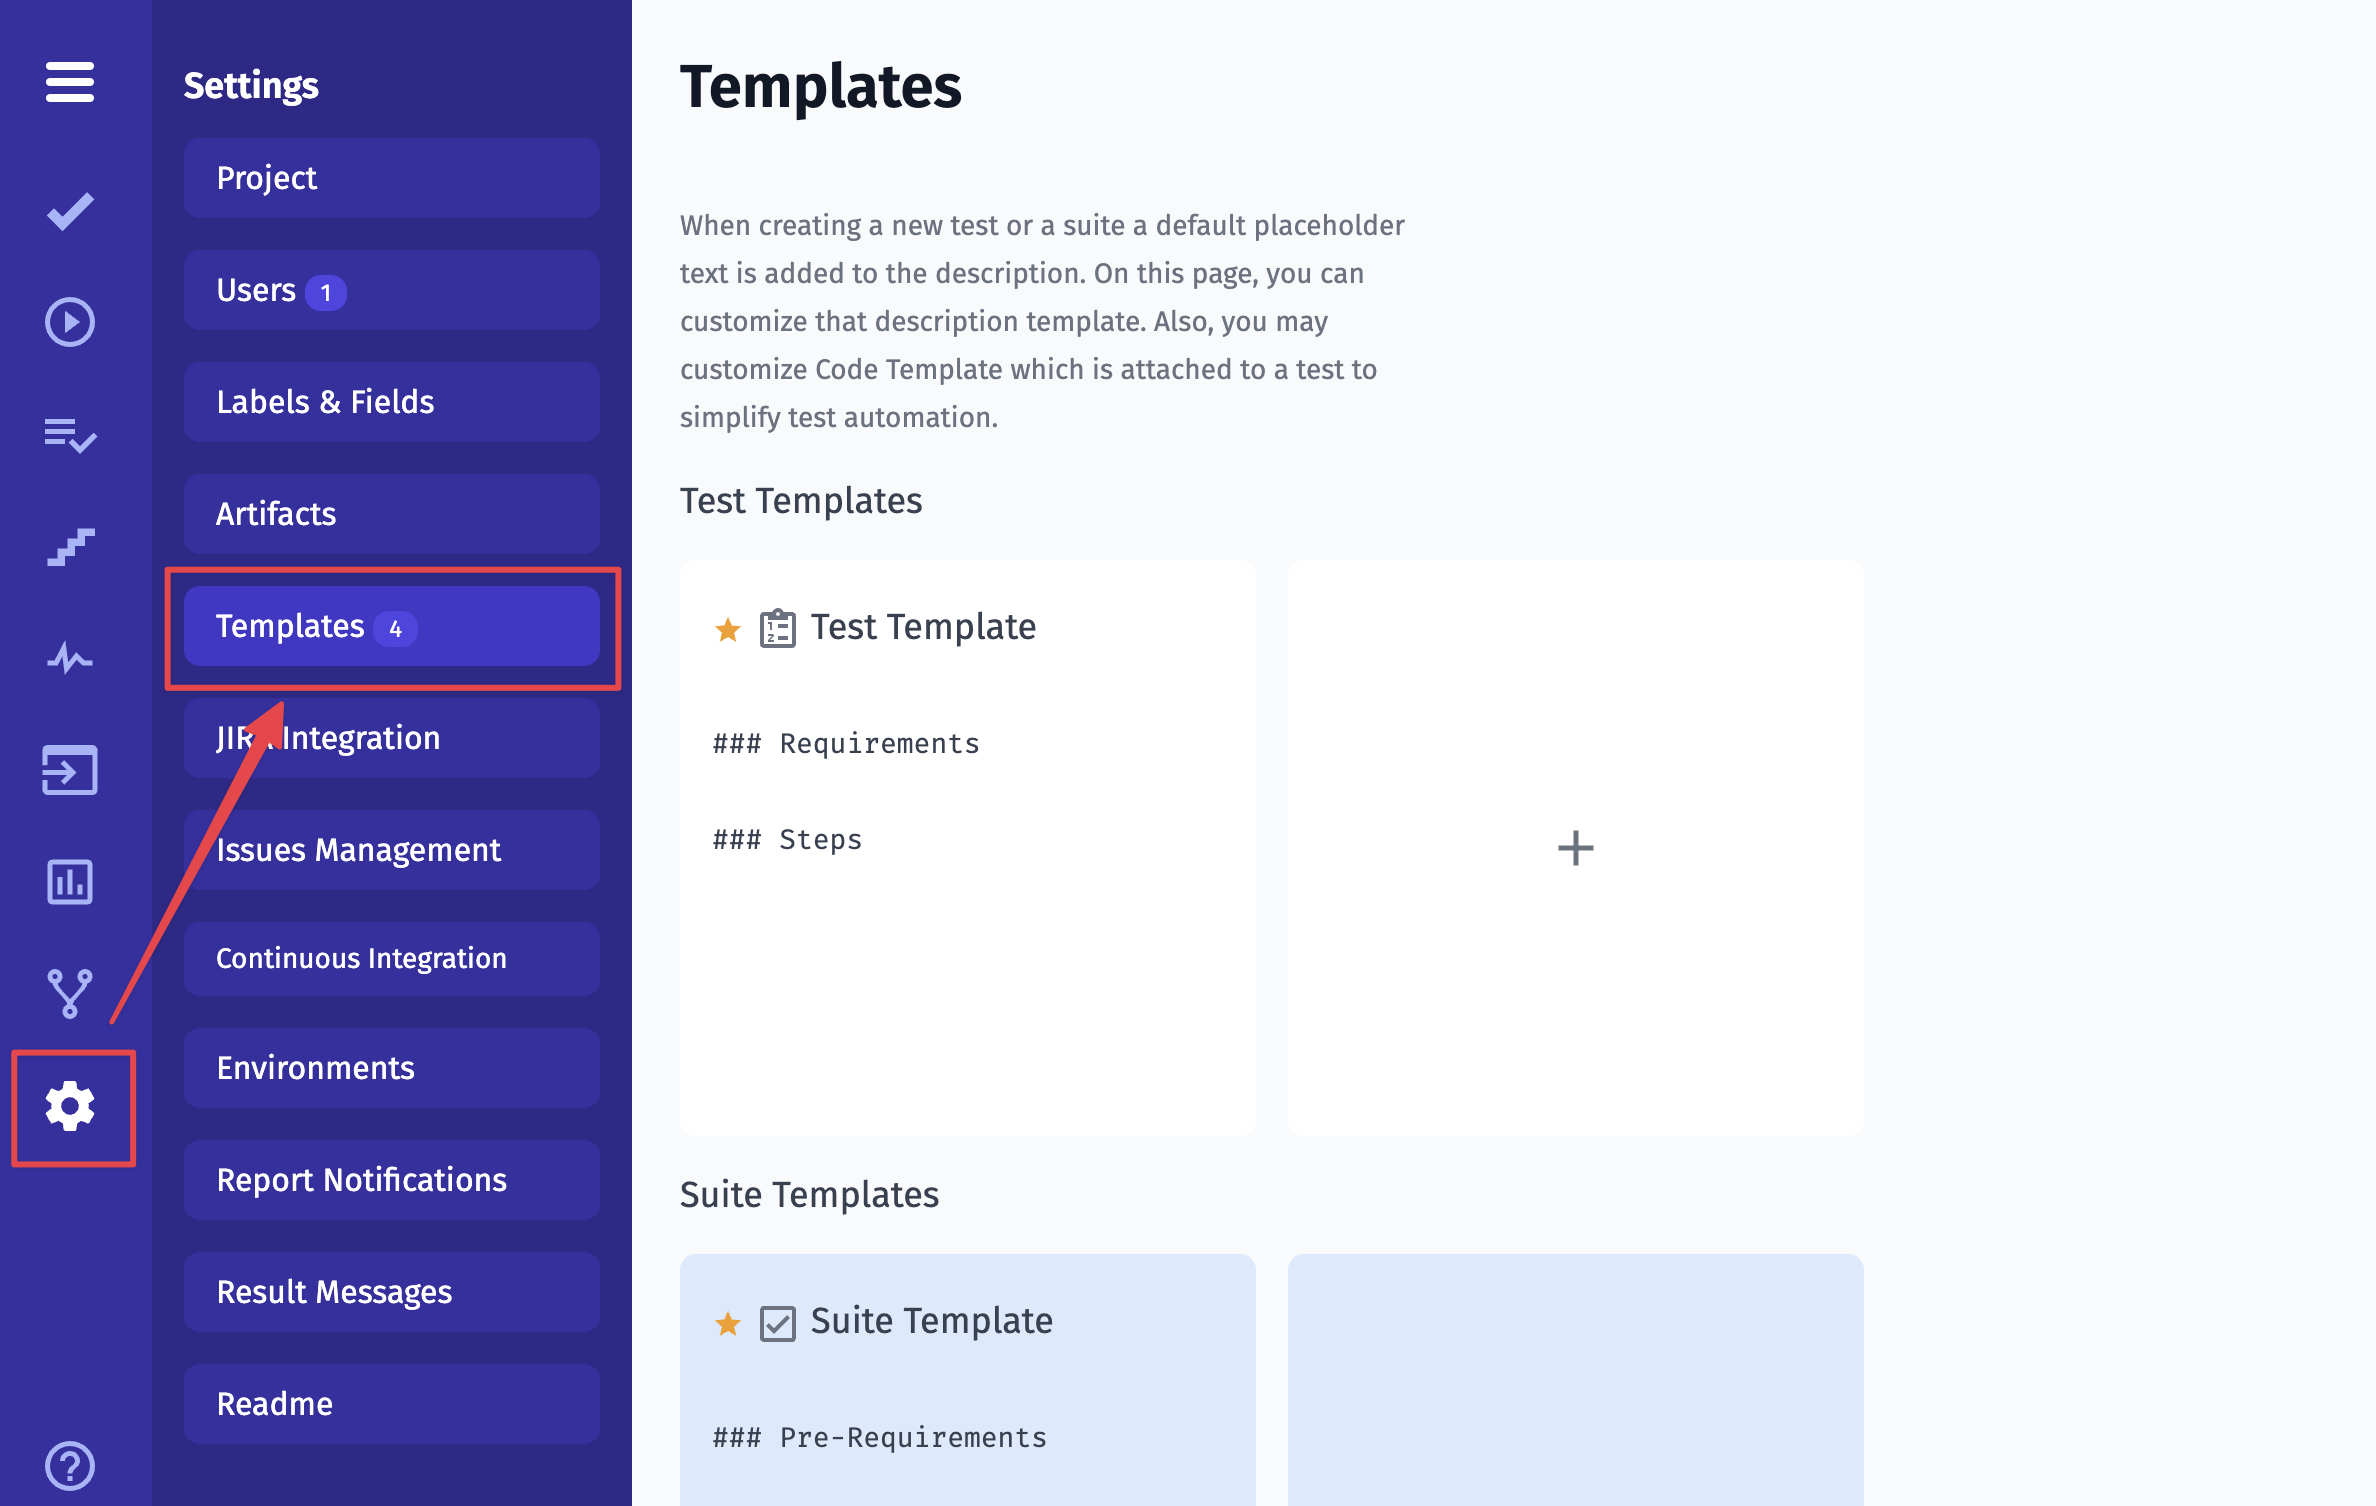 Settings
Project
Users 1
Labels & Fields
Artifacts
Templates 4
JIRA Integration
Issues Management
Continuous Integration
Environments
Report Notifications
Result Messages
Readme
Templates
When creating a new test or a suite a default placeholder
text is added to the description. On this page, you can
customize that description template. Also, you may
customize Code Template which is attached to a test to
simplify test automation.
Test Templates
Test Template
### Requirements
### Steps
Suite Templates
Suite Template
### Pre-Requirements